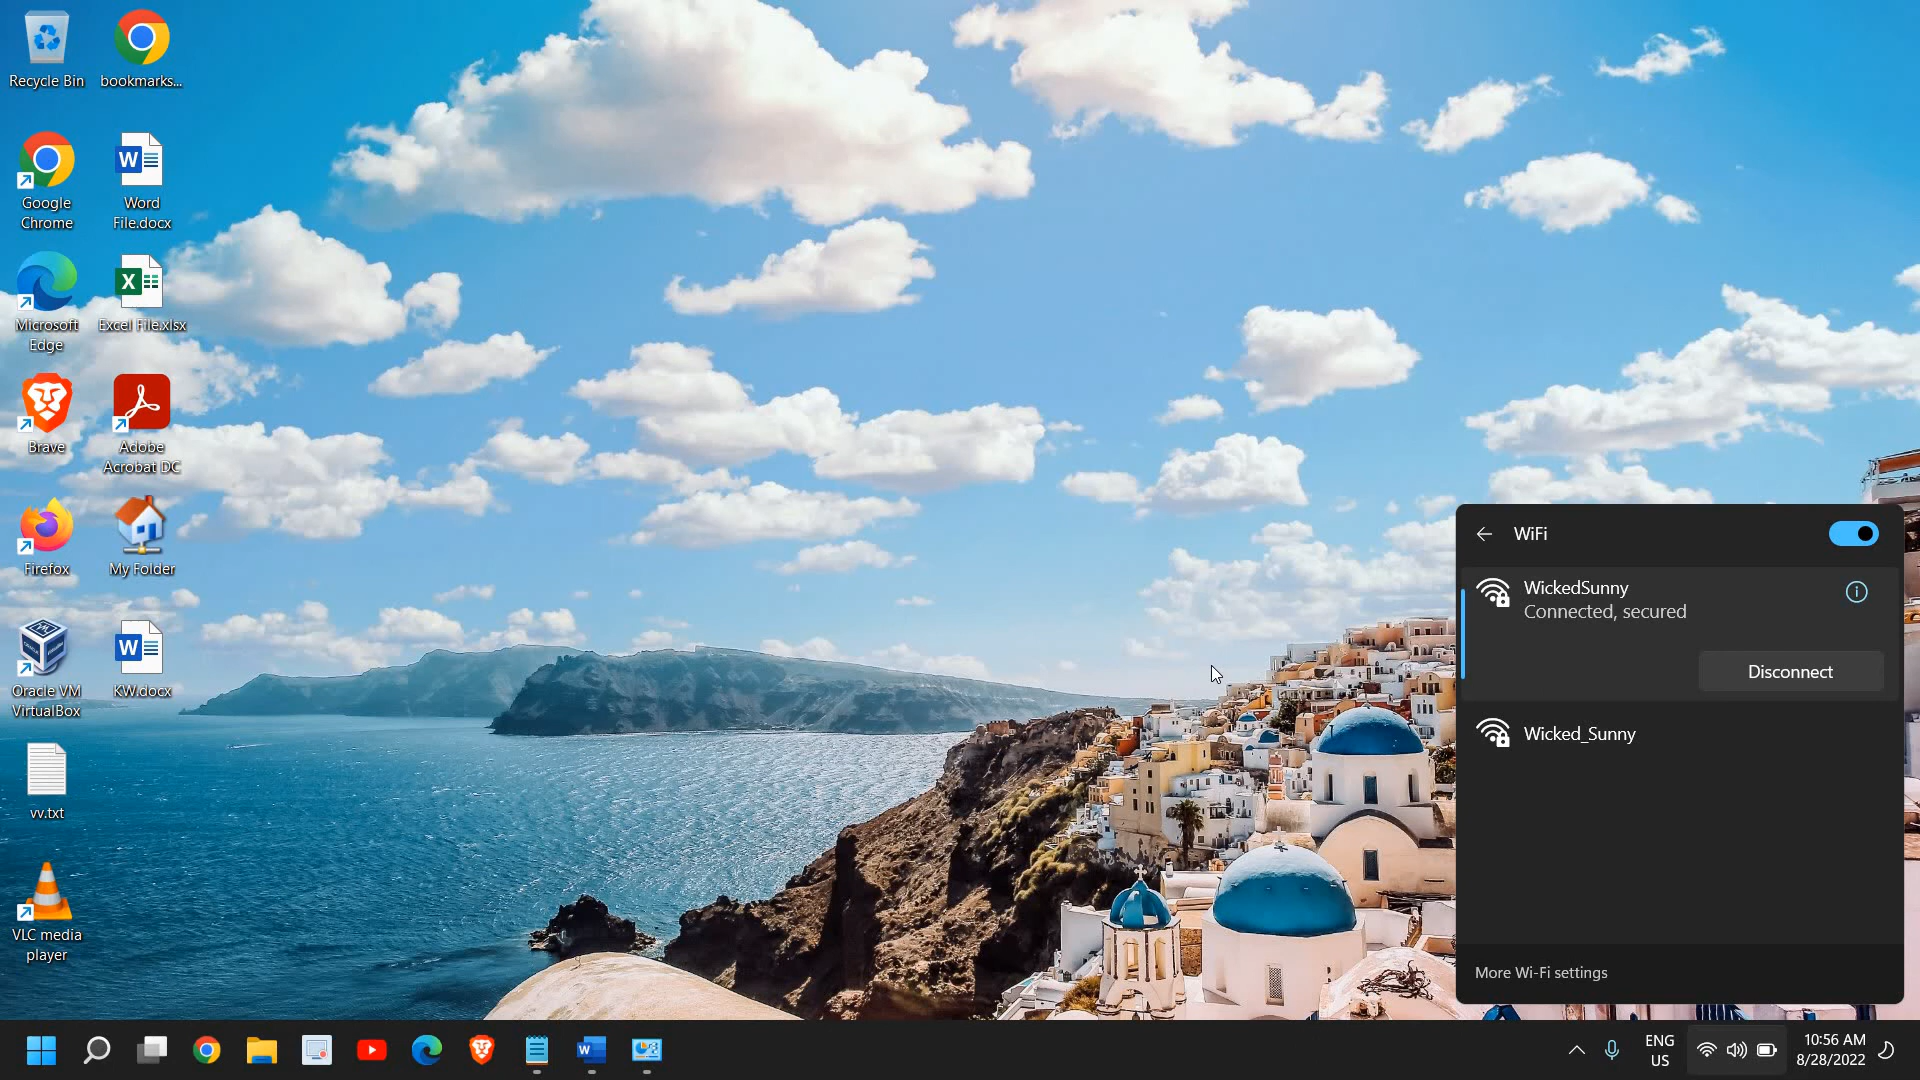 Recycle Bin
bookmarks...
Google
Chrome
Word
File.docx
Microsoft
Edge
Excel File.xlsx
Brave
Adobe
Acrobat DC
Firefox
My Folder
Oracle VM
VirtualBox
KW.docx
vv.txt
VLC media
player
WiFi
WickedSunny
Connected, secured
Disconnect
Wicked_Sunny
More Wi-Fi settings
ENG
US
10:56 AM
8/28/2022